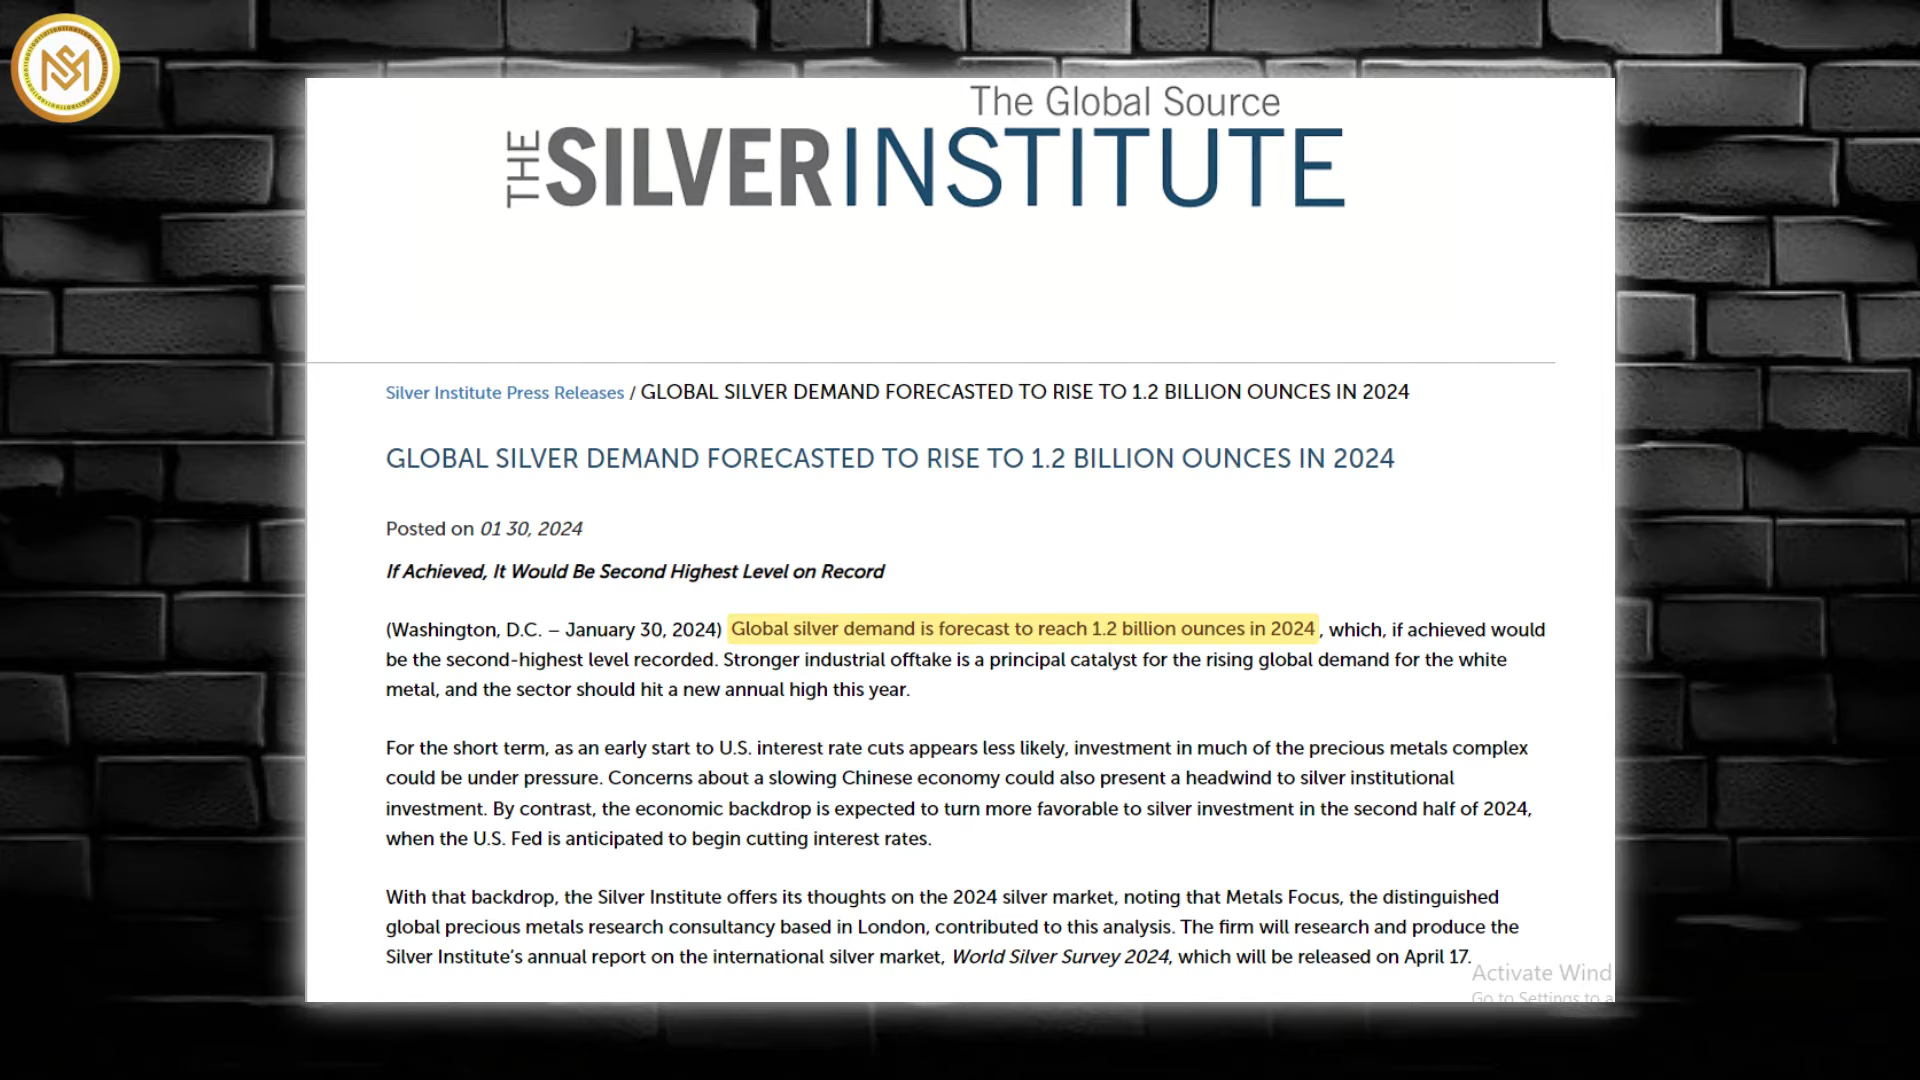 The Global Source
THE SILVERINSTITUTE
Silver Institute Press Releases / GLOBAL SILVER DEMAND FORECASTED TO RISE TO 1.2 BILLION OUNCES IN 2024
GLOBAL SILVER DEMAND FORECASTED TO RISE TO 1.2 BILLION OUNCES IN 2024
Posted on 01 30, 2024
If Achieved, It Would Be Second Highest Level on Record
(Washington, D.C. – January 30, 2024) Global silver demand is forecast to reach 1.2 billion ounces in 2024, which, if achieved would
be the second-highest level recorded. Stronger industrial offtake is a principal catalyst for the rising global demand for the white
metal, and the sector should hit a new annual high this year.
For the short term, as an early start to U.S. interest rate cuts appears less likely, investment in much of the precious metals complex
could be under pressure. Concerns about a slowing Chinese economy could also present a headwind to silver institutional
investment. By contrast, the economic backdrop is expected to turn more favorable to silver investment in the second half of 2024,
when the U.S. Fed is anticipated to begin cutting interest rates.
With that backdrop, the Silver Institute offers its thoughts on the 2024 silver market, noting that Metals Focus, the distinguished
global precious metals research consultancy based in London, contributed to this analysis. The firm will research and produce the
Silver Institute's annual report on the international silver market, World Silver Survey 2024, which will be released on April 17.
Activate Wind
Go to Settings to a